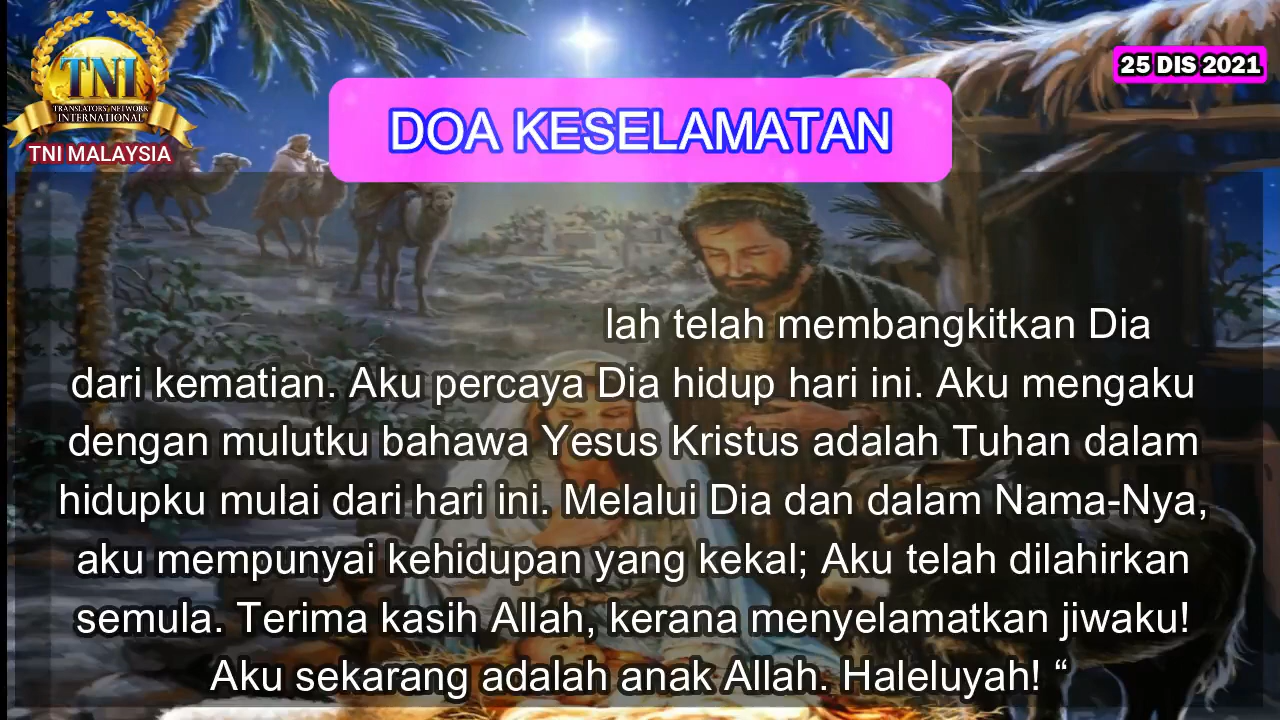 TNI
TRANSLATORS' NETWORK
INTERNATIONAL
TNI MALAYSIA
25 DIS 2021
DOA KESELAMATAN
lah telah membangkitkan Dia
dari kematian. Aku percaya Dia hidup hari ini. Aku mengaku
dengan mulutku bahawa Yesus Kristus adalah Tuhan dalam
hidupku mulai dari hari ini. Melalui Dia dan dalam Nama-Nya,
aku mempunyai kehidupan yang kekal; Aku telah dilahirkan
semula. Terima kasih Allah, kerana menyelamatkan jiwaku!
Aku sekarang adalah anak Allah. Haleluyah! “